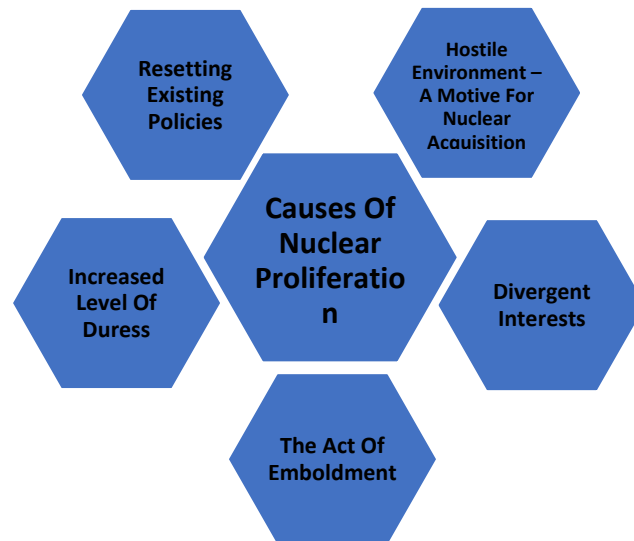 Resetting
Existing
Policies
Hostile
Environment –
A Motive For
Nuclear
Acquisition
Causes Of
Nuclear
Proliferatio
n
Increased
Level Of
Duress
Divergent
Interests
The Act Of
Emboldment